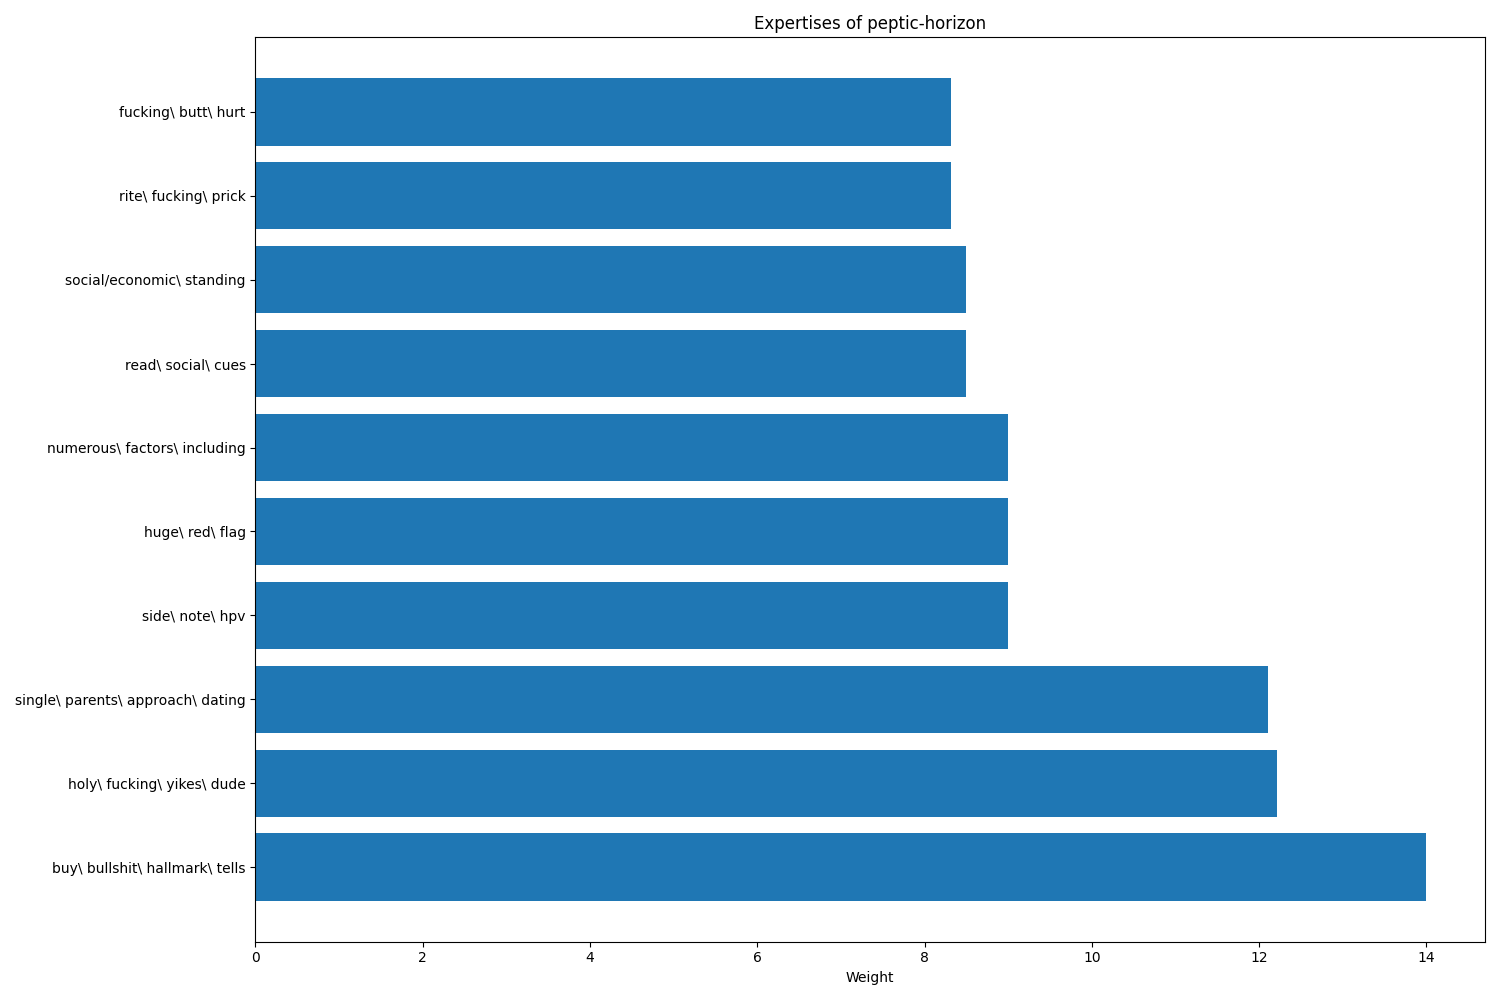 Expertises of peptic-horizon
fucking\ butt\ hurt
rite\ fucking\ prick
social/economic\ standing
read\ social\ cues
numerous\ factors\ including
huge\ red\ flag
side\ note\ hpv
single\ parents\ approach\ dating
holy\ fucking\ yikes\ dude
buy\ bullshit\ hallmark\ tells
0 2 4 6 8 10 12 14
Weight